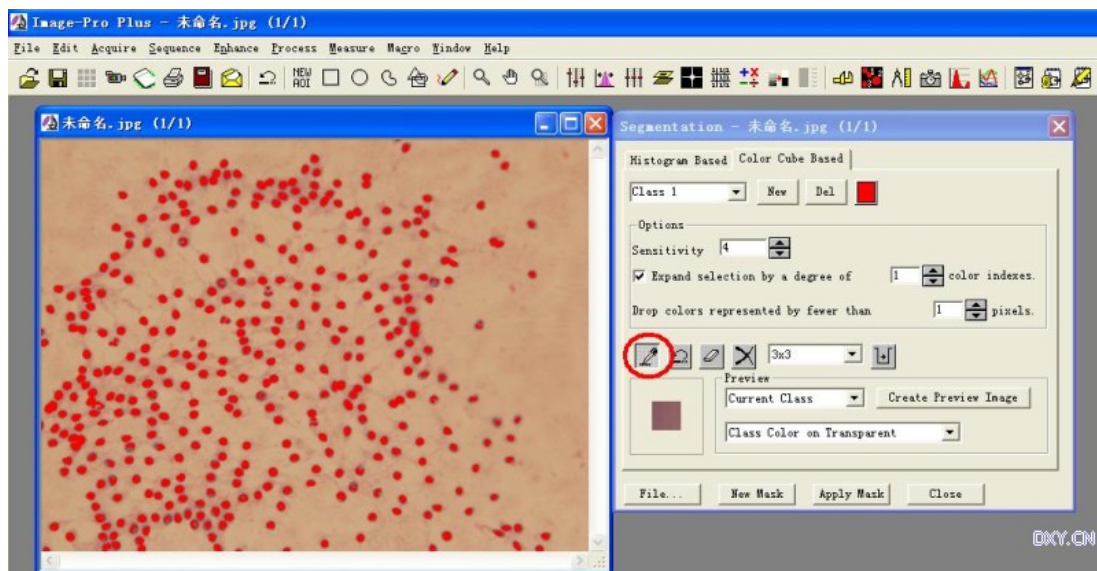 Image-Pro Plus - 未命名.jpg (1/1)
File Edit Acquire Sequence Enhance Process Measure Macro Window Help
NEW AOI
未命名.jpg (1/1)
Segmentation - 未命名.jpg (1/1)
Histogram Based Color Cube Based
Class 1 New Del
Options
Sensitivity 4
Expand selection by a degree of 1 color indexes.
Drop colors represented by fewer than 1 pixels.
3x3
Preview
Current Class Create Preview Image
Class Color on Transparent
File... New Mask Apply Mask Close
DXY.CN